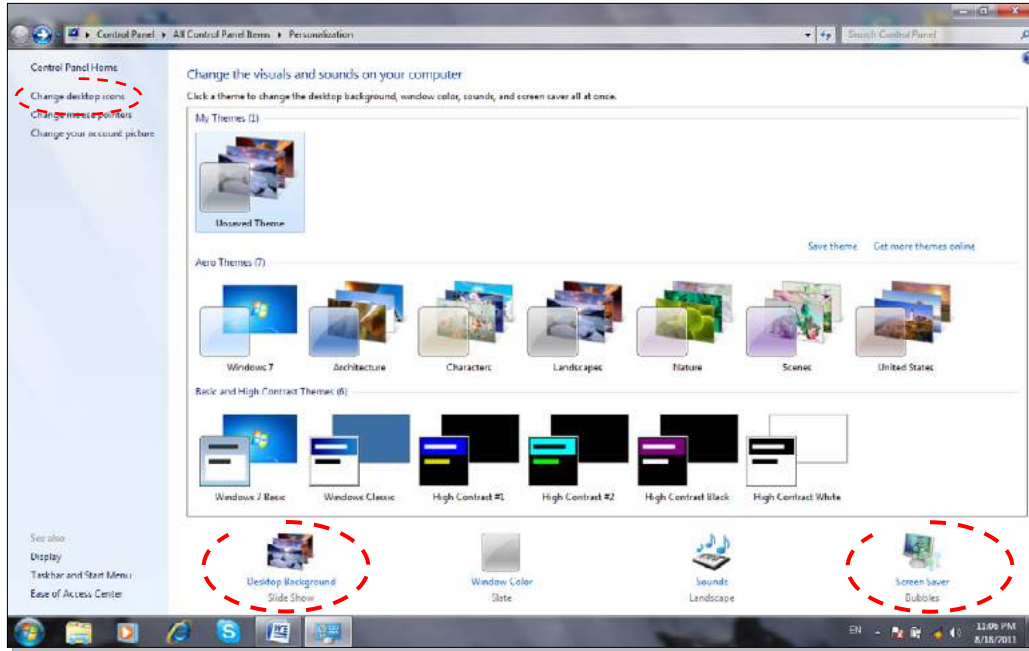 Control Panel ▸ All Control Panel Items ▸ Personalization
Search Control Panel
Control Panel Home
Change desktop icons
Change mouse pointers
Change your account picture
Change the visuals and sounds on your computer
Click a theme to change the desktop background, window color, sounds, and screen saver all at once.
My Themes (1)
Unsaved Theme
Save theme Get more themes online
Aero Themes (7)
Windows 7 Architecture Characters Landscapes Nature Scenes United States
Basic and High Contrast Themes (6)
Windows 7 Basic Windows Classic High Contrast #1 High Contrast #2 High Contrast Black High Contrast White
See also
Display
Taskbar and Start Menu
Ease of Access Center
Desktop Background Window Color Sounds Screen Saver
Slide Show Slate Landscape Bubbles
EN 11:06 PM
8/18/2011